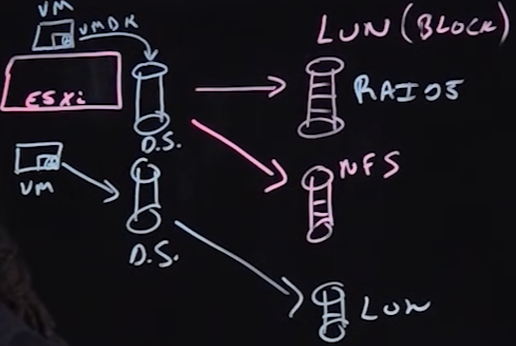 VM
VMDK
LUN (BLOCK)
ESXi
RAID5
D.S.
NFS
VM
D.S.
LUN